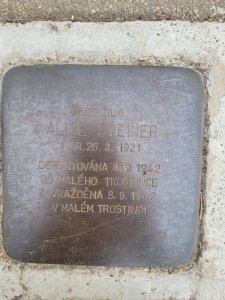 ZDE ŽILA
ALICE STEINER
NAR. 26. 3. 1921
DEPORTOVÁNA 4. 9. 1942
DO MALÉHO TROSTINCE
ZAVRAŽDĚNA 8. 9. 1942
V MALÉM TROSTINCI